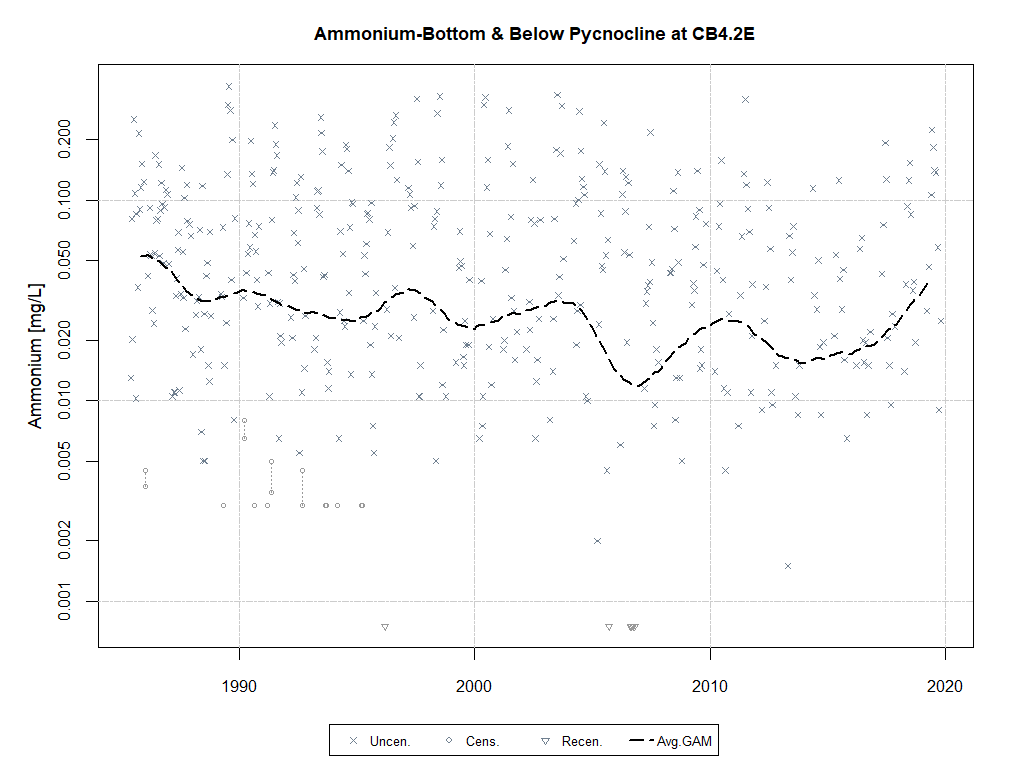 Ammonium-Bottom & Below Pycnocline at CB4.2E
Ammonium [mg/L]
0.200
0.100
0.050
0.020
0.010
0.005
0.002
0.001
1990 2000 2010 2020
Uncen. Cens. Recen. Avg.GAM